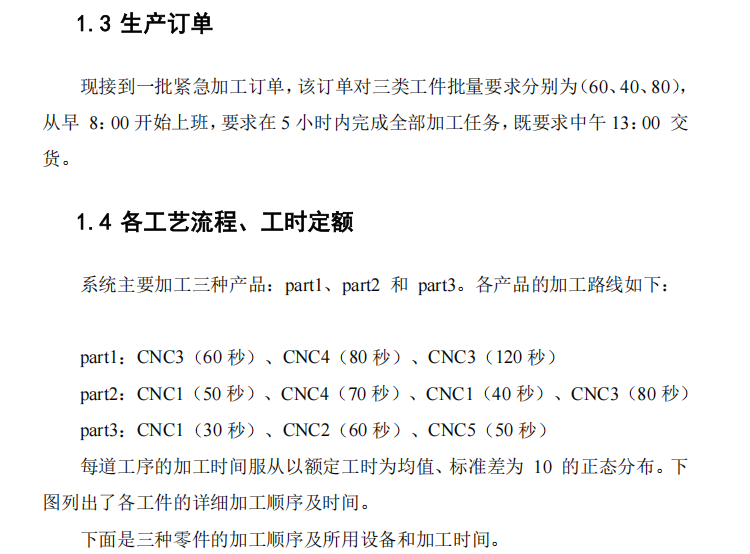 1.3 生产订单
现接到一批紧急加工订单，该订单对三类工件批量要求分别为（60、40、80），
从早 8：00 开始上班，要求在 5 小时内完成全部加工任务，既要求中午 13：00 交
货。
1.4 各工艺流程、工时定额
系统主要加工三种产品：part1、part2 和 part3。各产品的加工路线如下：
part1：CNC3（60 秒）、CNC4（80 秒）、CNC3（120 秒）
part2：CNC1（50 秒）、CNC4（70 秒）、CNC1（40 秒）、CNC3（80 秒）
part3：CNC1（30 秒）、CNC2（60 秒）、CNC5（50 秒）
每道工序的加工时间服从以额定工时为均值、标准差为 10 的正态分布。下
图列出了各工件的详细加工顺序及时间。
下面是三种零件的加工顺序及所用设备和加工时间。